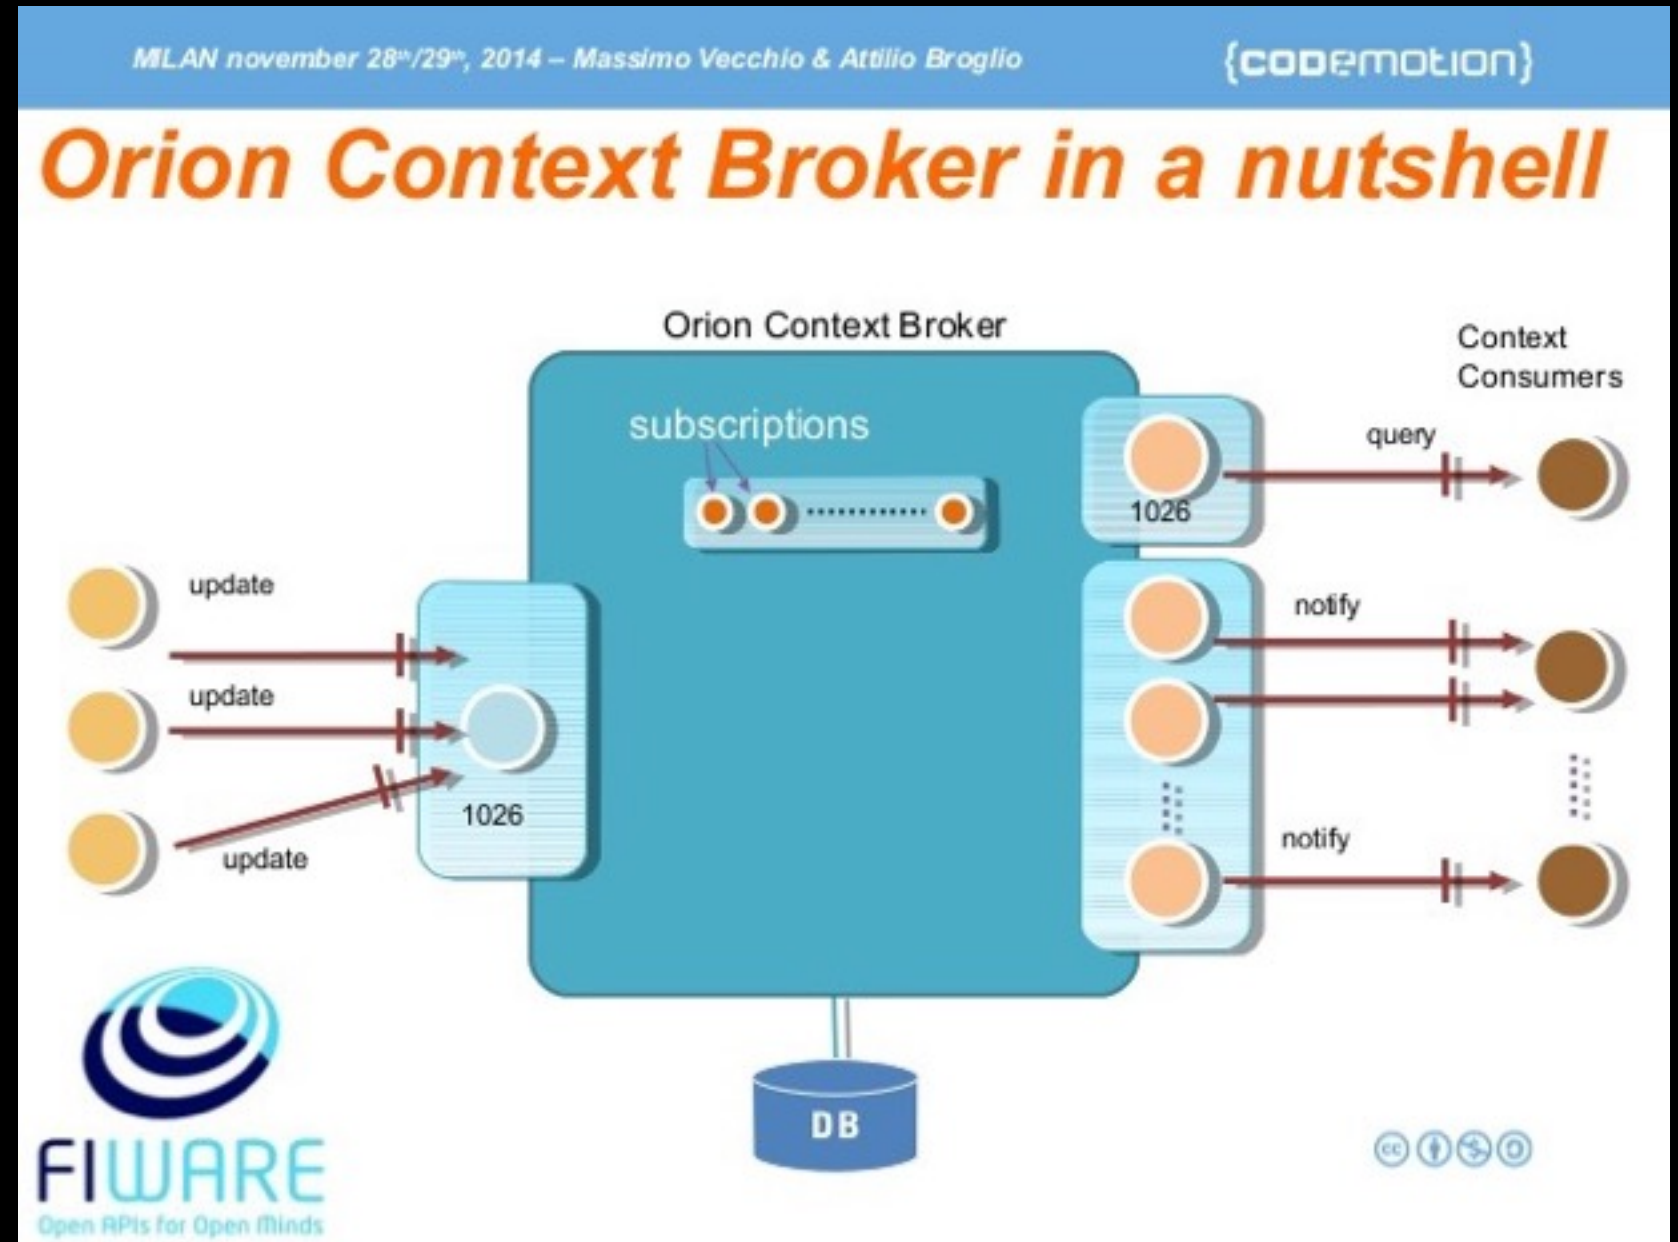 MILAN november 28th/29th, 2014 – Massimo Vecchio & Attilio Broglio
{CODEMOTION}
Orion Context Broker in a nutshell
Orion Context Broker
Context
Consumers
subscriptions
query
1026
update
notify
update
1026
update
notify
DB
cc
FIWARE
Open APIs for Open Minds